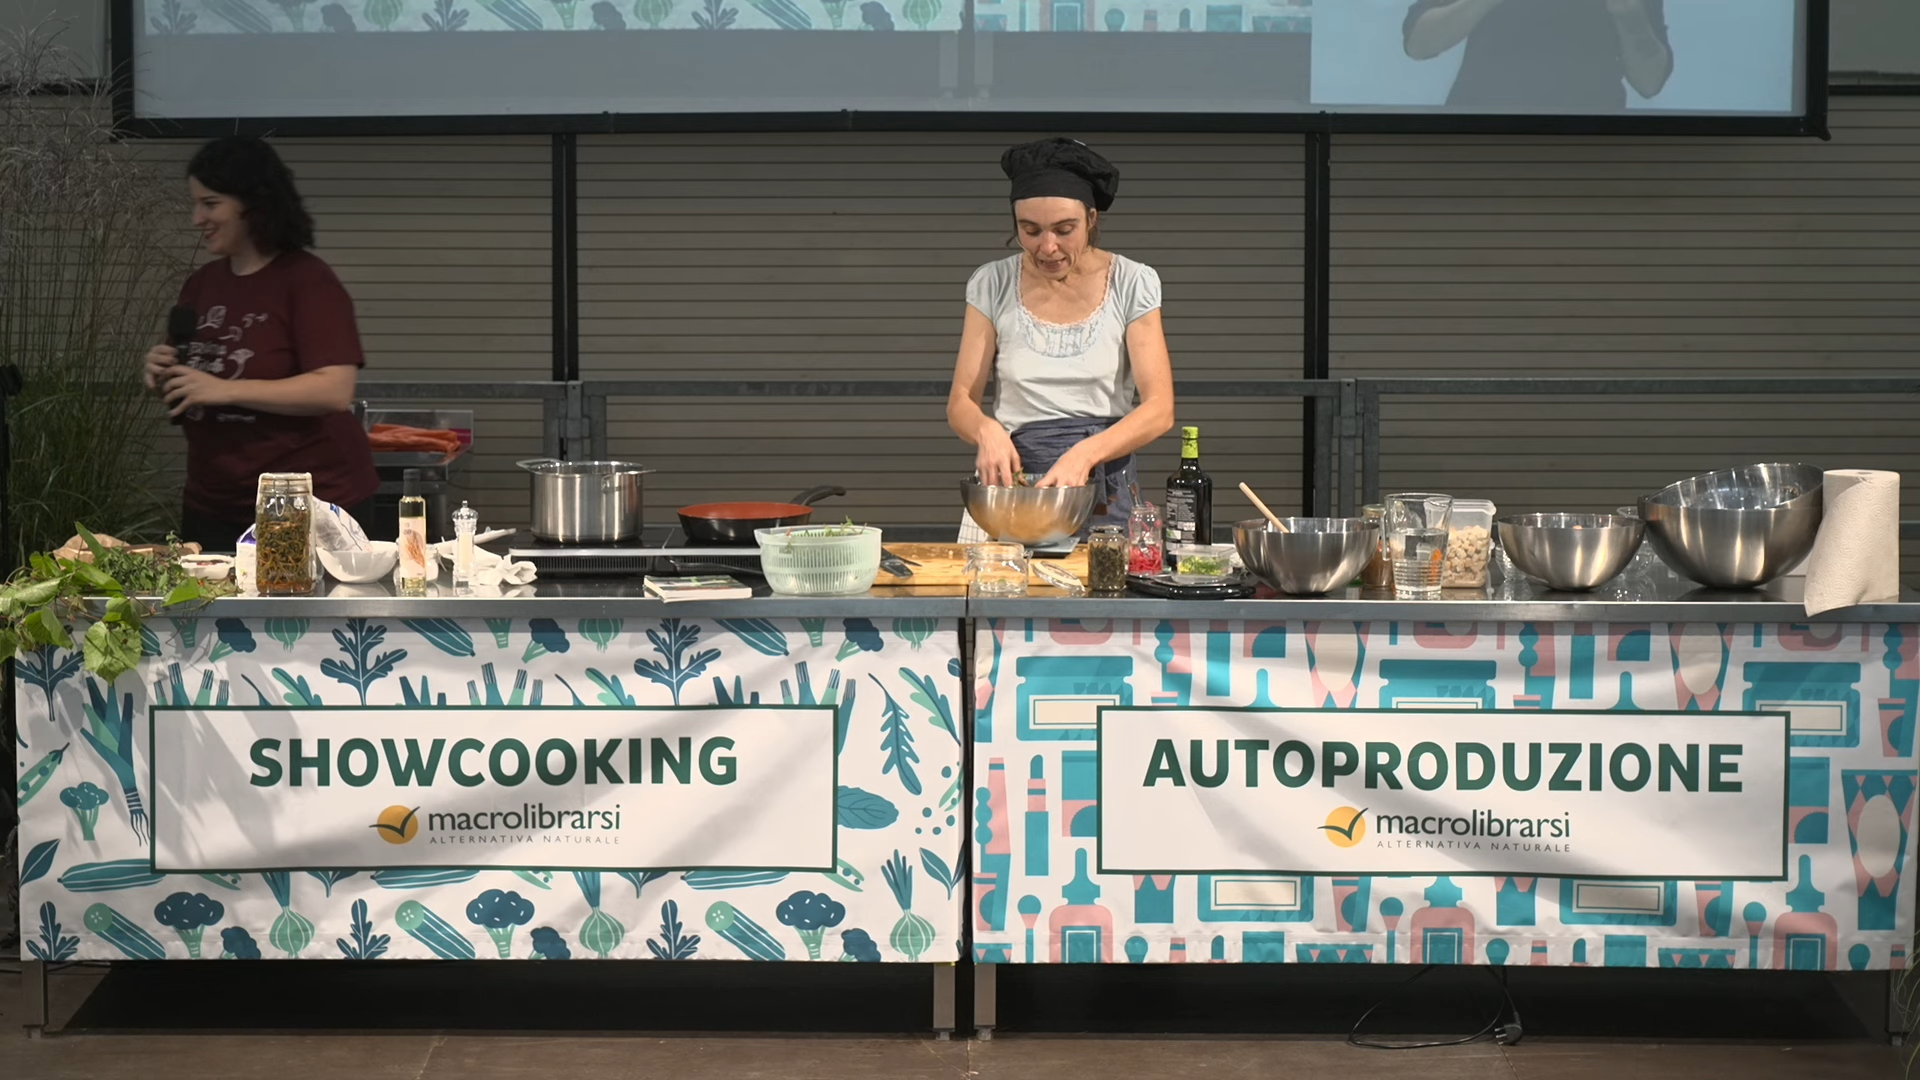 SHOWCOOKING
macrolibrarsi
ALTERNATIVA NATURALE
AUTOPRODUZIONE
macrolibrarsi
ALTERNATIVA NATURALE